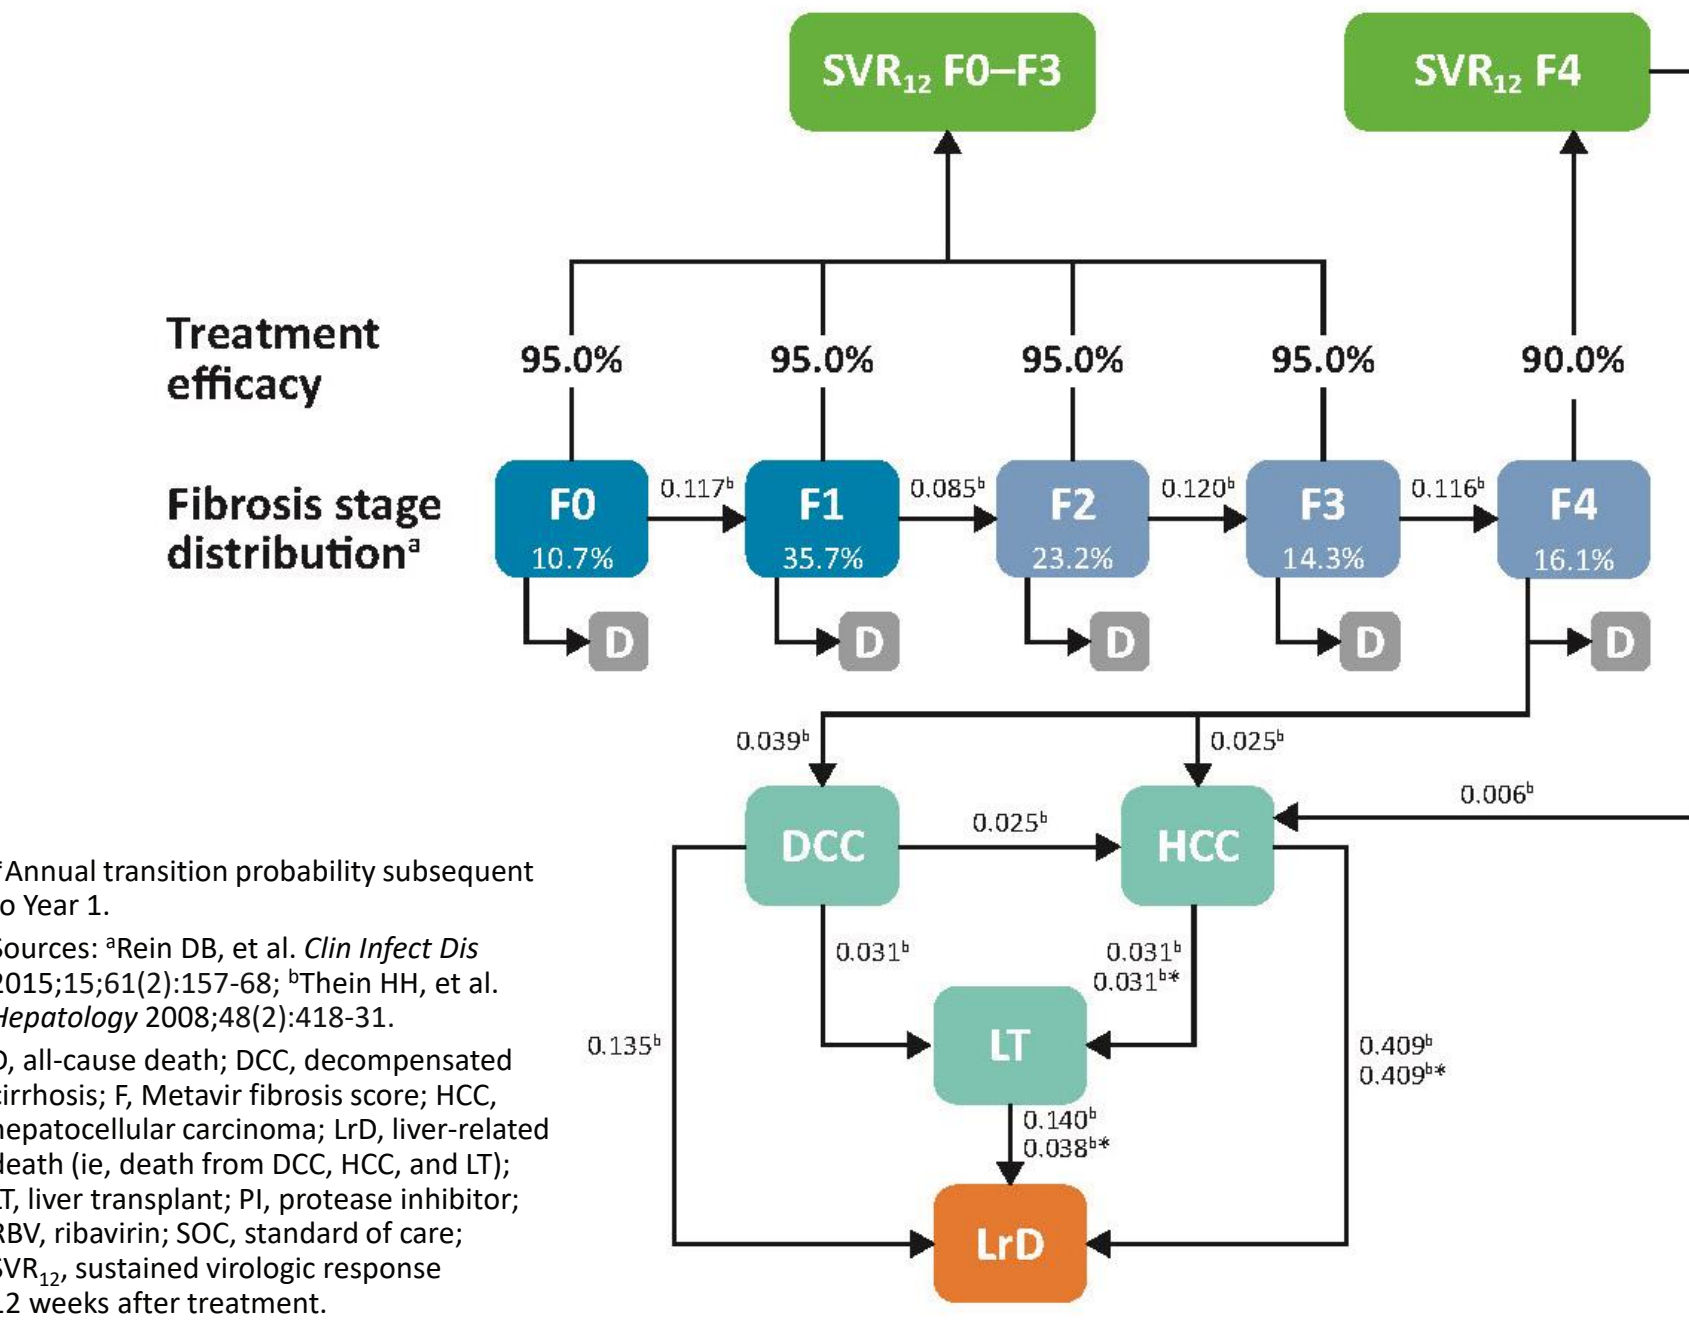 SVR₁₂ F0–F3
SVR₁₂ F4
Treatment
efficacy
95.0%
95.0%
95.0%
95.0%
90.0%
Fibrosis stage
distributionᵃ
F0
10.7%
0.117ᵇ
F1
35.7%
0.085ᵇ
F2
23.2%
0.120ᵇ
F3
14.3%
0.116ᵇ
F4
16.1%
D
D
D
D
D
0.039ᵇ
0.025ᵇ
DCC
0.025ᵇ
HCC
0.006ᵇ
0.031ᵇ
0.031ᵇ
0.031ᵇ*
LT
0.135ᵇ
0.409ᵇ
0.409ᵇ*
0.140ᵇ
0.038ᵇ*
LrD
*Annual transition probability subsequent
to Year 1.
Sources: ᵃRein DB, et al. Clin Infect Dis
2015;15;61(2):157-68; ᵇThein HH, et al.
Hepatology 2008;48(2):418-31.
D, all-cause death; DCC, decompensated
cirrhosis; F, Metavir fibrosis score; HCC,
hepatocellular carcinoma; LrD, liver-related
death (ie, death from DCC, HCC, and LT);
LT, liver transplant; PI, protease inhibitor;
RBV, ribavirin; SOC, standard of care;
SVR₁₂, sustained virologic response
12 weeks after treatment.